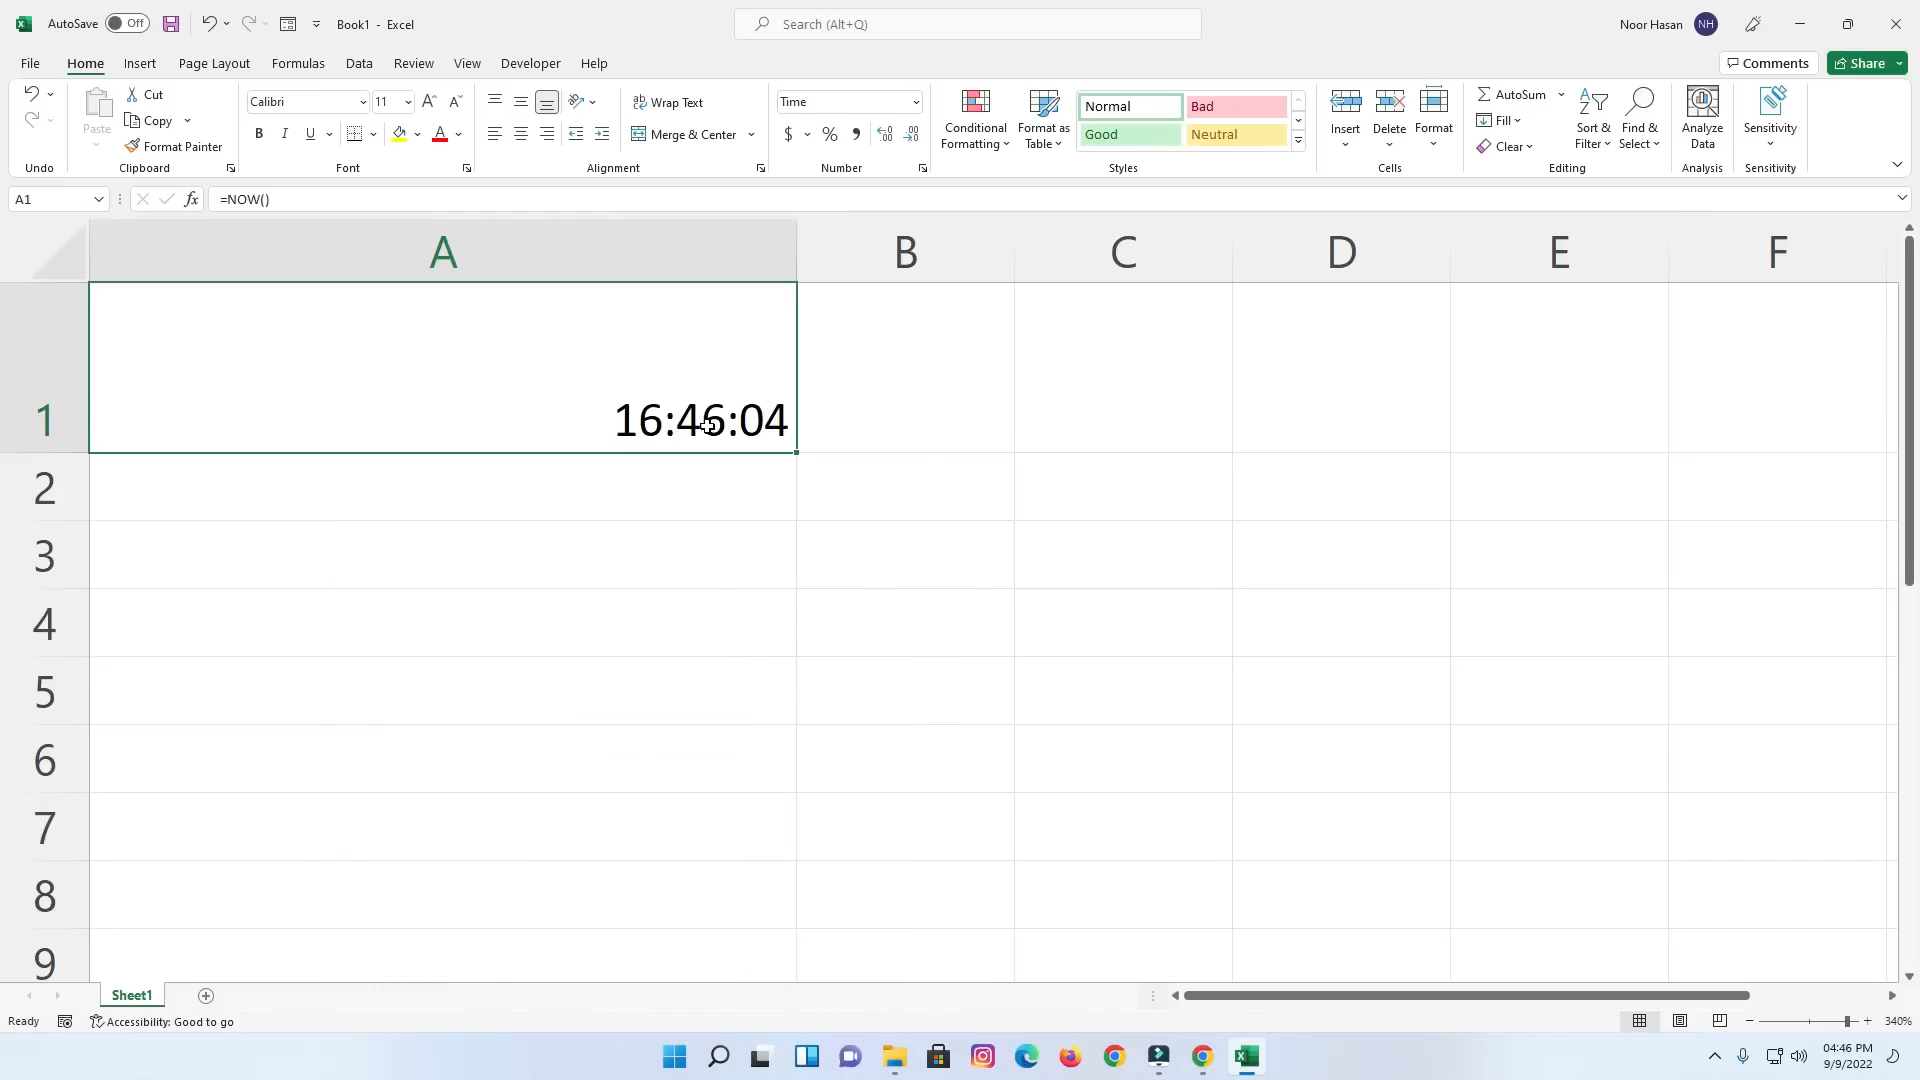 AutoSave Off Book1 - Excel Search (Alt+Q) Noor Hasan NH
File Home Insert Page Layout Formulas Data Review View Developer Help Comments Share
Paste
Cut
Copy
Format Painter
Calibri 11
B I U A
Wrap Text
Merge & Center
Time
$ %
Conditional Formatting
Format as Table
Normal Bad
Good Neutral
Insert Delete Format
AutoSum
Fill
Clear
Sort & Filter
Find & Select
Analyze Data
Sensitivity
Undo Clipboard Font Alignment Number Styles Cells Editing Analysis Sensitivity
A1 fx =NOW()
A B C D E F
1 16:46:04
2
3
4
5
6
7
8
9
Sheet1
Ready Accessibility: Good to go 340%
04:46 PM
9/9/2022